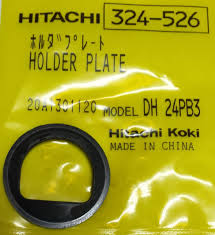 HITACHI 324-526
ホルダプレート
HOLDER PLATE
20A1301120 MODEL DH 24PB3
Hitachi Koki
MADE IN CHINA